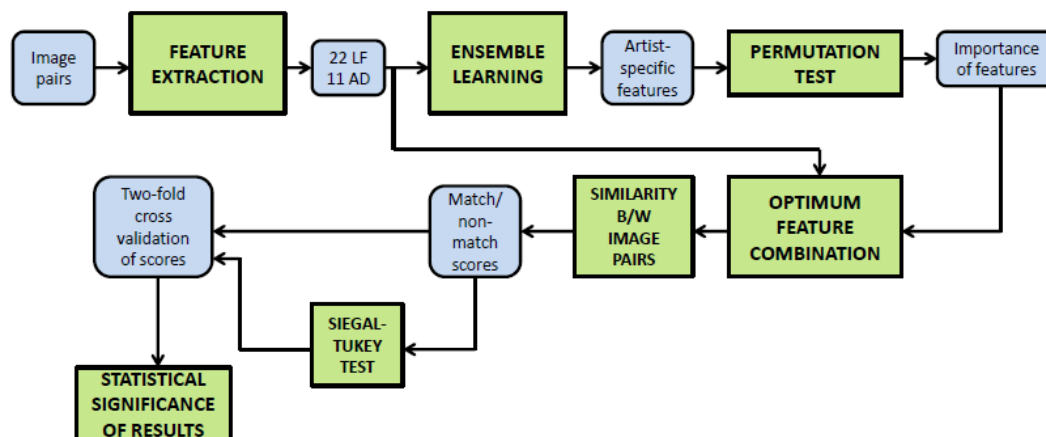 Image
pairs
FEATURE
EXTRACTION
22 LF
11 AD
ENSEMBLE
LEARNING
Artist-
specific
features
PERMUTATION
TEST
Importance
of features
Two-fold
cross
validation
of scores
Match/
non-
match
scores
SIMILARITY
B/W
IMAGE
PAIRS
OPTIMUM
FEATURE
COMBINATION
SIEGAL-
TUKEY
TEST
STATISTICAL
SIGNIFICANCE
OF RESULTS